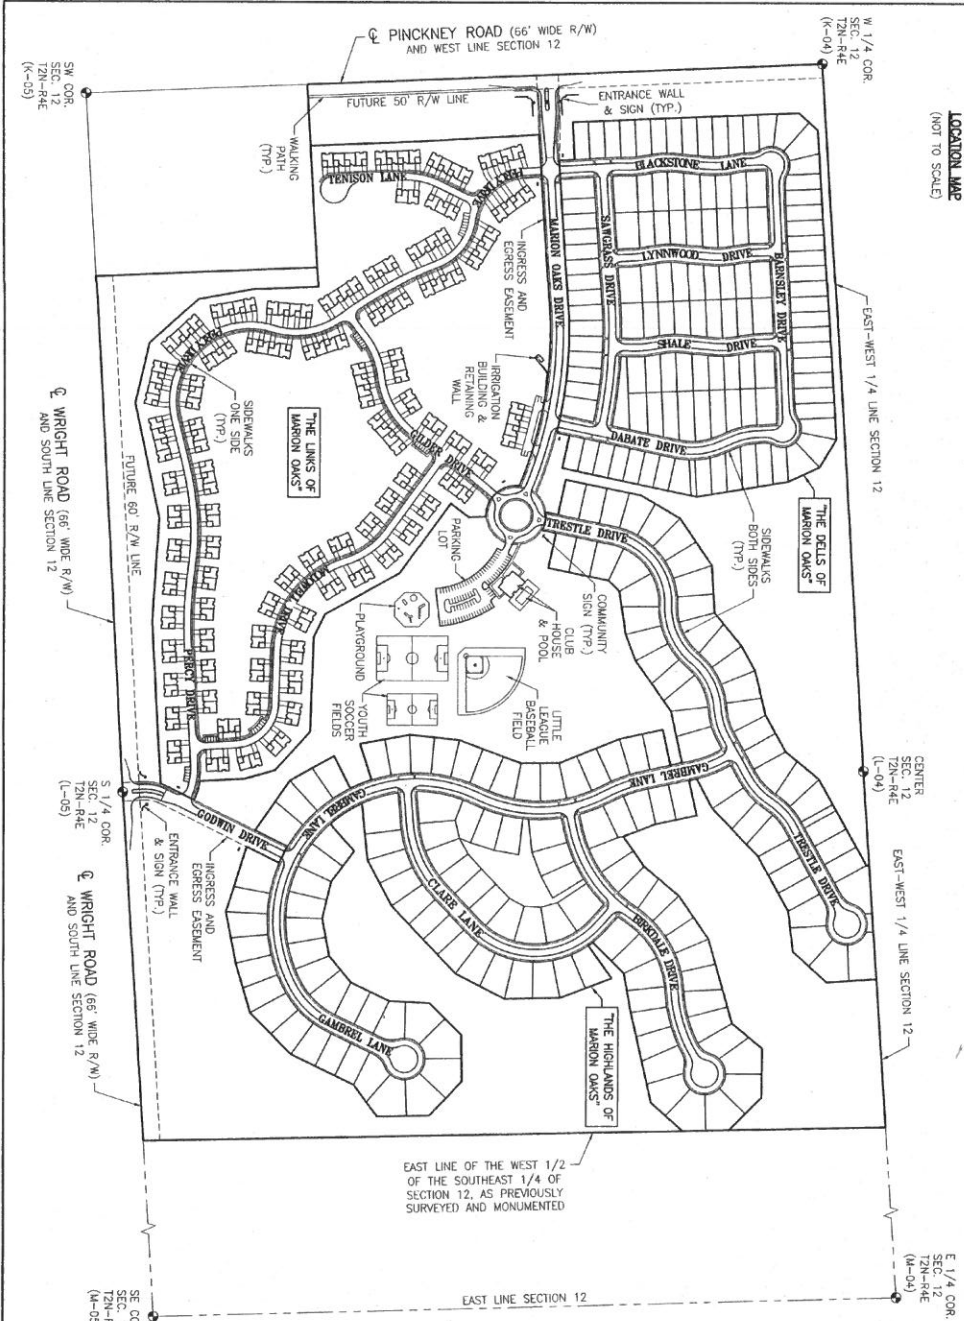 ℄ PINCKNEY ROAD (66' WIDE R/W)
AND WEST LINE SECTION 12
W 1/4 COR.
SEC. 12
T2N-R4E
(K-04)
SW COR.
SEC. 12
T2N-R4E
(K-05)
LOCATION MAP
(NOT TO SCALE)
FUTURE 50' R/W LINE
ENTRANCE WALL
& SIGN (TYP.)
WALKING
PATH
(TYP.)
TENISON LANE
PERCY DRIVE
BLACKSTONE LANE
SAWGRASS DRIVE
LYNNWOOD DRIVE
BARNSLEY DRIVE
SHALE DRIVE
DABATE DRIVE
MARION OAKS DRIVE
INGRESS AND
EGRESS EASEMENT
EAST-WEST 1/4 LINE SECTION 12
IRRIGATION
BUILDING &
RETAINING
WALL
PERCY DRIVE
SIDEWALKS
ONE SIDE
(TYP.)
"THE LINKS OF
MARION OAKS"
GILDER DRIVE
"THE DELLS OF
MARION OAKS"
SIDEWALKS
BOTH SIDES
(TYP.)
℄ WRIGHT ROAD (66' WIDE R/W)
AND SOUTH LINE SECTION 12
FUTURE 60' R/W LINE
TRESTLE DRIVE
PARKING
LOT
COMMUNITY
SIGN (TYP.)
CLUB
HOUSE
& POOL
PLAYGROUND
YOUTH
SOCCER
FIELDS
LITTLE
LEAGUE
BASEBALL
FIELD
PERCY DRIVE
CENTER
SEC. 12
T2N-R4E
(L-04)
S 1/4 COR.
SEC. 12
T2N-R4E
(L-05)
GODWIN DRIVE
GAMBREL LANE
GAMBREL LANE
TRESTLE DRIVE
ENTRANCE WALL
& SIGN (TYP.)
INGRESS AND
EGRESS EASEMENT
CLARE LANE
BIRKDALE DRIVE
EAST-WEST 1/4 LINE SECTION 12
℄ WRIGHT ROAD (66' WIDE R/W)
AND SOUTH LINE SECTION 12
GAMBREL LANE
"THE HIGHLANDS OF
MARION OAKS"
EAST LINE OF THE WEST 1/2
OF THE SOUTHEAST 1/4 OF
SECTION 12, AS PREVIOUSLY
SURVEYED AND MONUMENTED
E 1/4 COR.
SEC. 12
T2N-R4E
(M-04)
EAST LINE SECTION 12
SE CO
SEC.
T2N-R
(M-05